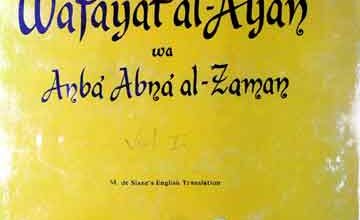 Wafayat al-Ayan
wa
Anba' Abna' al-Zaman
Vol I
M. de Slane's English Translation